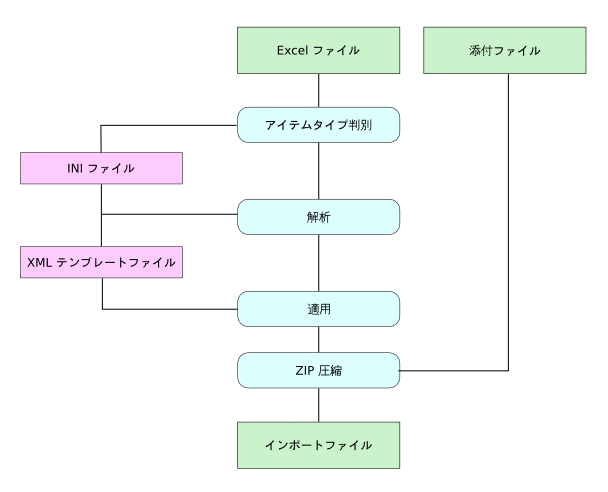 Excel ファイル
添付ファイル
アイテムタイプ判別
INI ファイル
解析
XML テンプレートファイル
適用
ZIP 圧縮
インポートファイル